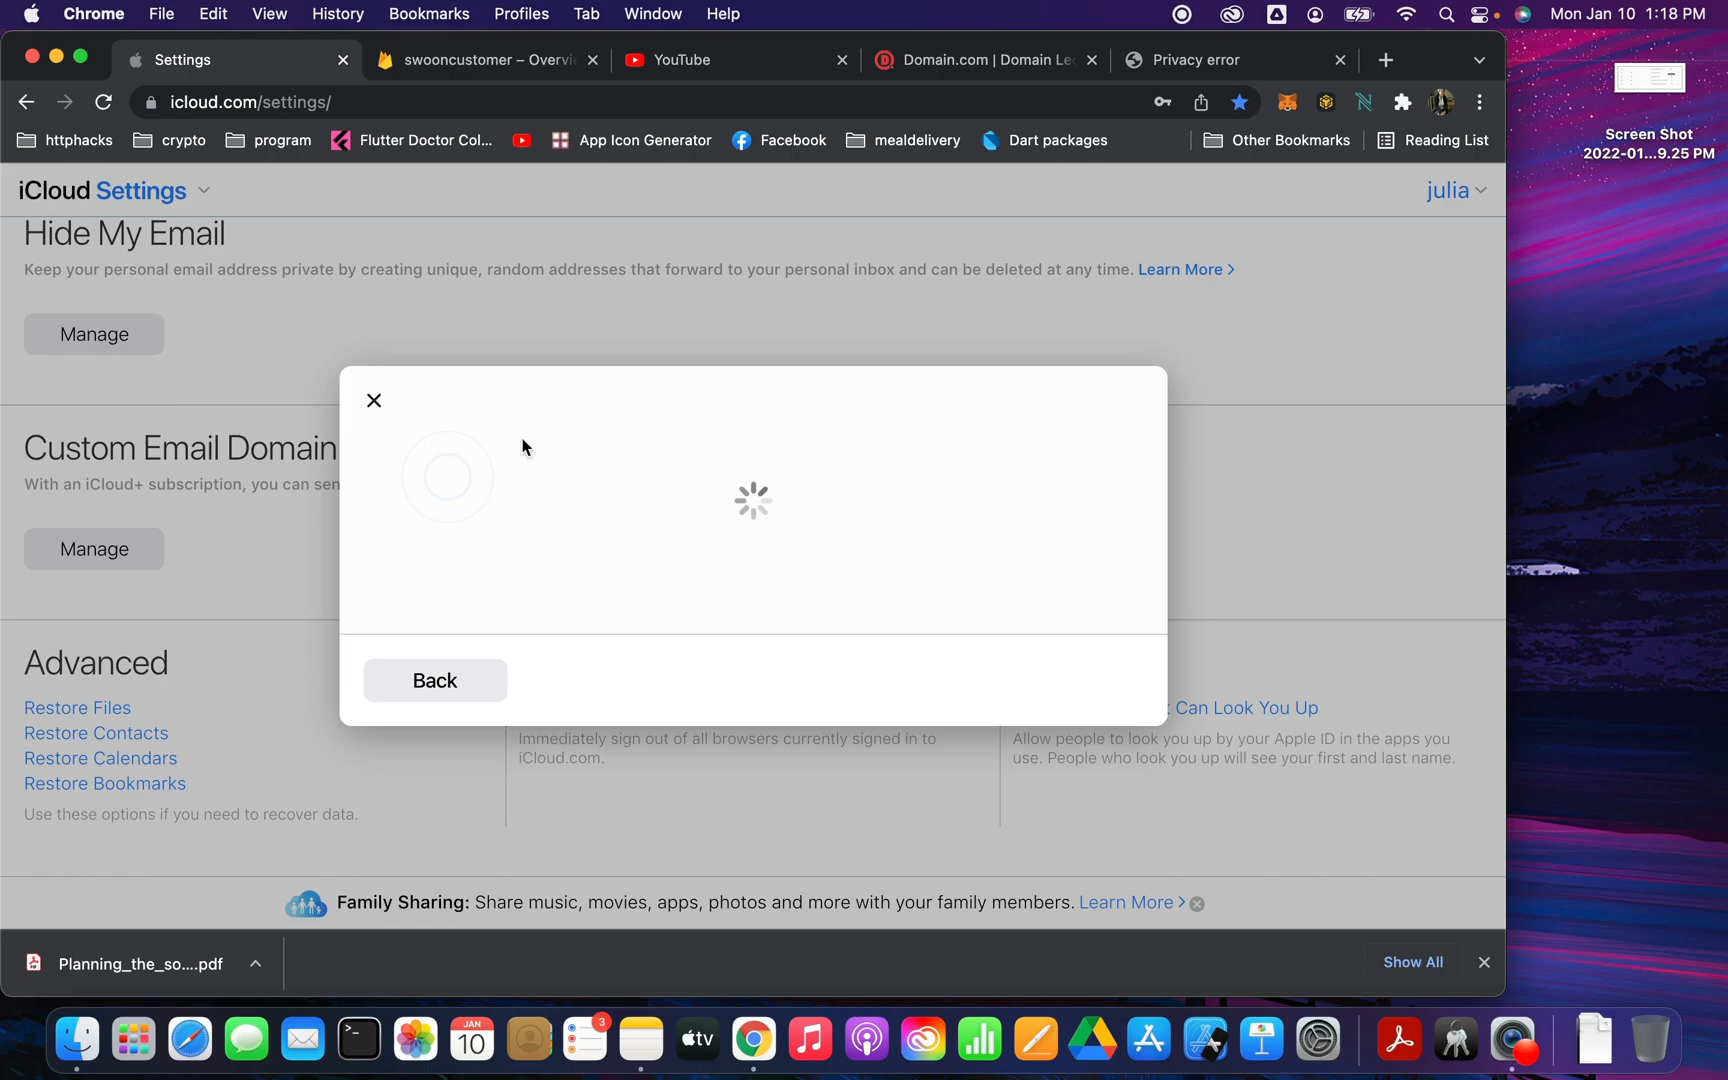 Chrome File Edit View History Bookmarks Profiles Tab Window Help Mon Jan 10 1:18 PM
Settings swooncustomer – Overvi YouTube Domain.com | Domain Le Privacy error
icloud.com/settings/
httphacks crypto program Flutter Doctor Col... App Icon Generator Facebook mealdelivery Dart packages Other Bookmarks Reading List
Screen Shot
2022-01...9.25 PM
iCloud Settings julia
Hide My Email
Keep your personal email address private by creating unique, random addresses that forward to your personal inbox and can be deleted at any time. Learn More >
Manage
Custom Email Domain
With an iCloud+ subscription, you can sen
Manage
Back
Advanced
Restore Files
Restore Contacts
Restore Calendars
Restore Bookmarks
Use these options if you need to recover data.
Immediately sign out of all browsers currently signed in to
iCloud.com.
Can Look You Up
Allow people to look you up by your Apple ID in the apps you
use. People who look you up will see your first and last name.
Family Sharing: Share music, movies, apps, photos and more with your family members. Learn More >
Planning_the_so....pdf Show All
JAN
10
3
tv